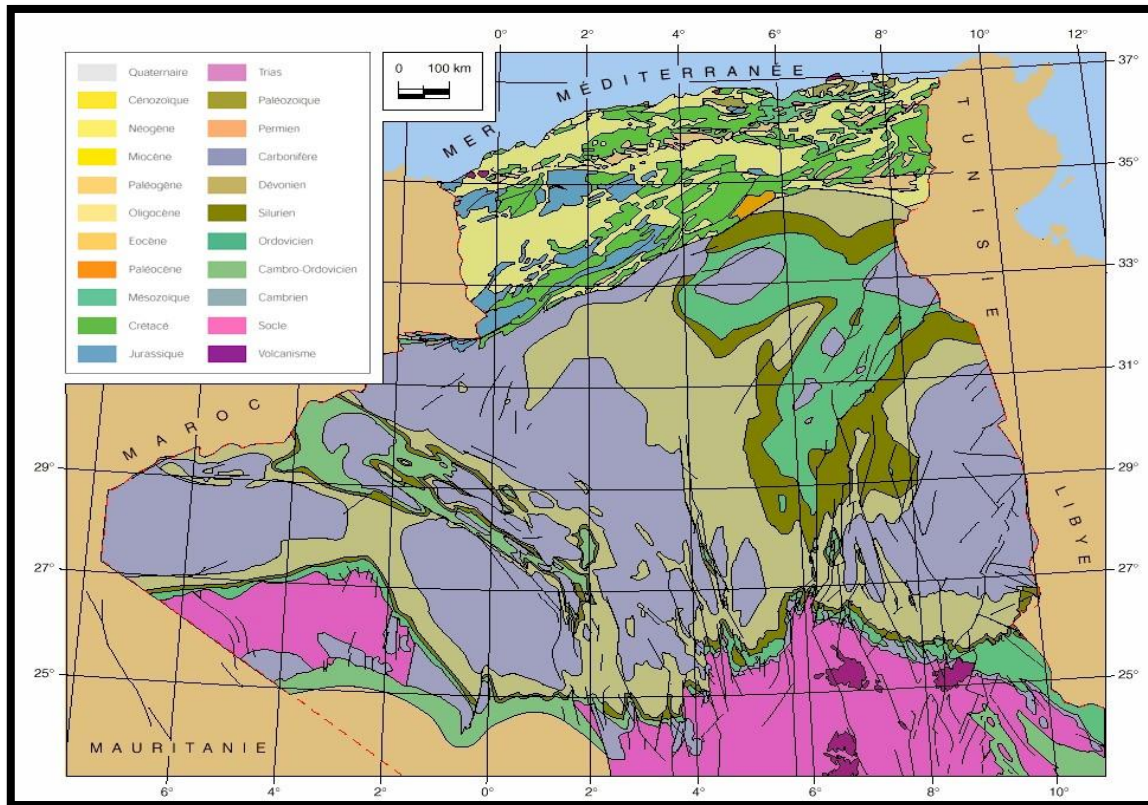 0° 2° 4° 6° 8° 10° 12°
Quaternaire
Cénozoïque
Néogène
Miocène
Paléogène
Oligocène
Eocène
Paléocène
Mésozoïque
Crétacé
Jurassique
Trias
Paléozoïque
Permien
Carbonifère
Dévonien
Silurien
Ordovicien
Cambro-Ordovicien
Cambrien
Socle
Volcanisme
0 100 km
MER MÉDITERRANÉE
TUNISIE
37°
35°
33°
31°
29°
27°
25°
MAROC
LIBYE
29°
27°
25°
MAURITANIE
6° 4° 2° 0° 2° 4° 6° 8° 10°